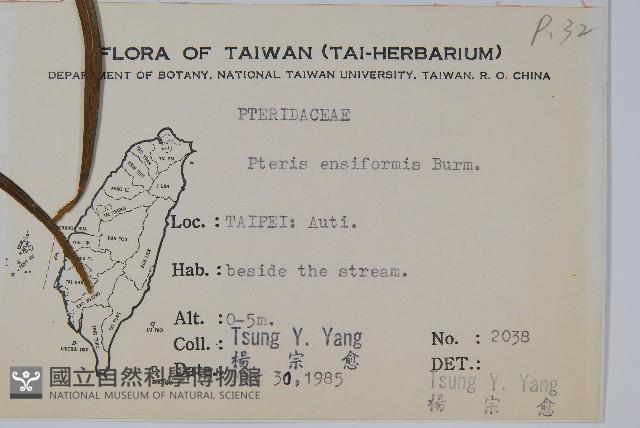 P.32
FLORA OF TAIWAN (TAI-HERBARIUM)
DEPARTMENT OF BOTANY, NATIONAL TAIWAN UNIVERSITY, TAIWAN, R. O. CHINA
PTERIDACEAE
Pteris ensiformis Burm.
Loc. : TAIPEI: Auti.
Hab. : beside the stream.
Alt. : 0-5m.
Coll. : Tsung Y. Yang
楊 宗 愈
No. : 2038
Date. 30,1985
DET.:
Tsung Y. Yang
楊 宗 愈
國立自然科學博物館
NATIONAL MUSEUM OF NATURAL SCIENCE